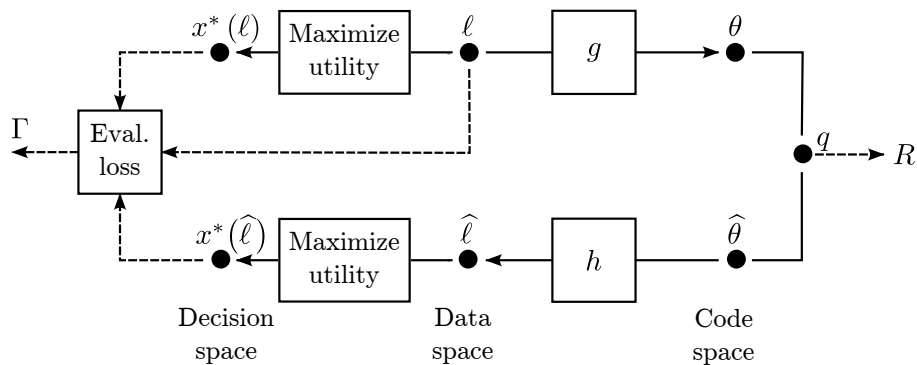 x*(ℓ)
Maximize
utility
ℓ
g
θ
Γ
Eval.
loss
q
R
x*(ℓ̂)
Maximize
utility
ℓ̂
h
θ̂
Decision
space
Data
space
Code
space